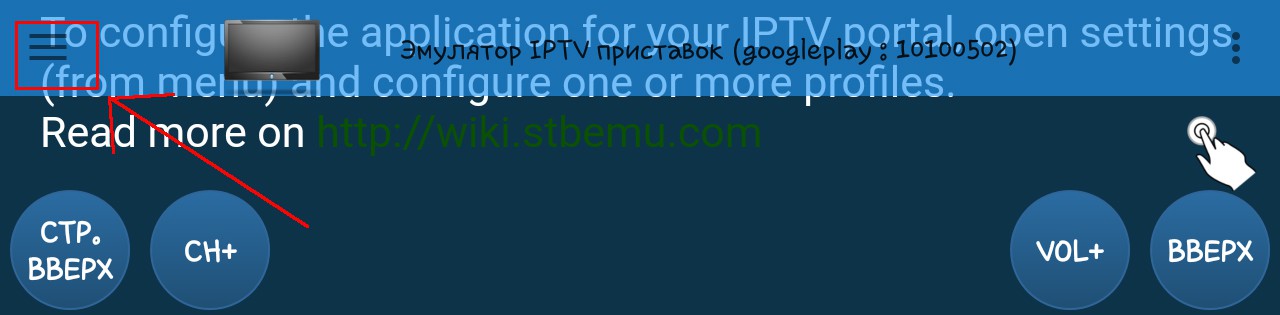 To configure the application for your IPTV portal, open settings
Эмулятор IPTV приставок (googleplay : 10100502)
(from menu) and configure one or more profiles.
Read more on http://wiki.stbemu.com
СТР.
ВВЕРХ
CH+
VOL+
ВВЕРХ